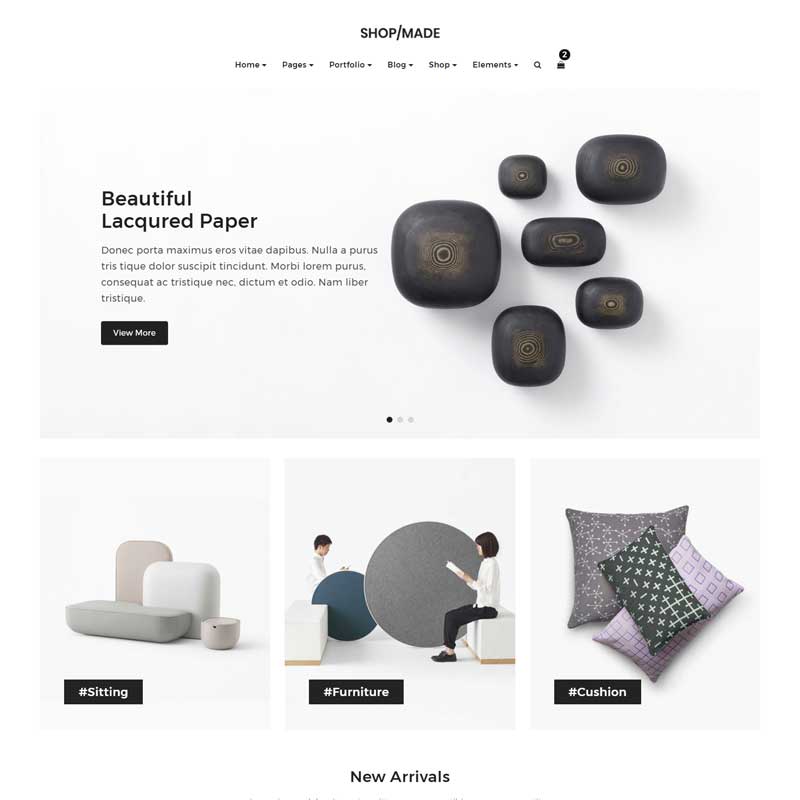 SHOP/MADE
Home Pages Portfolio Blog Shop Elements 2
Beautiful
Lacqured Paper
Donec porta maximus eros vitae dapibus. Nulla a purus
tris tique dolor suscipit tincidunt. Morbi lorem purus,
consequat ac tristique nec, dictum et odio. Nam liber
tristique.
View More
#Sitting
#Furniture
#Cushion
New Arrivals